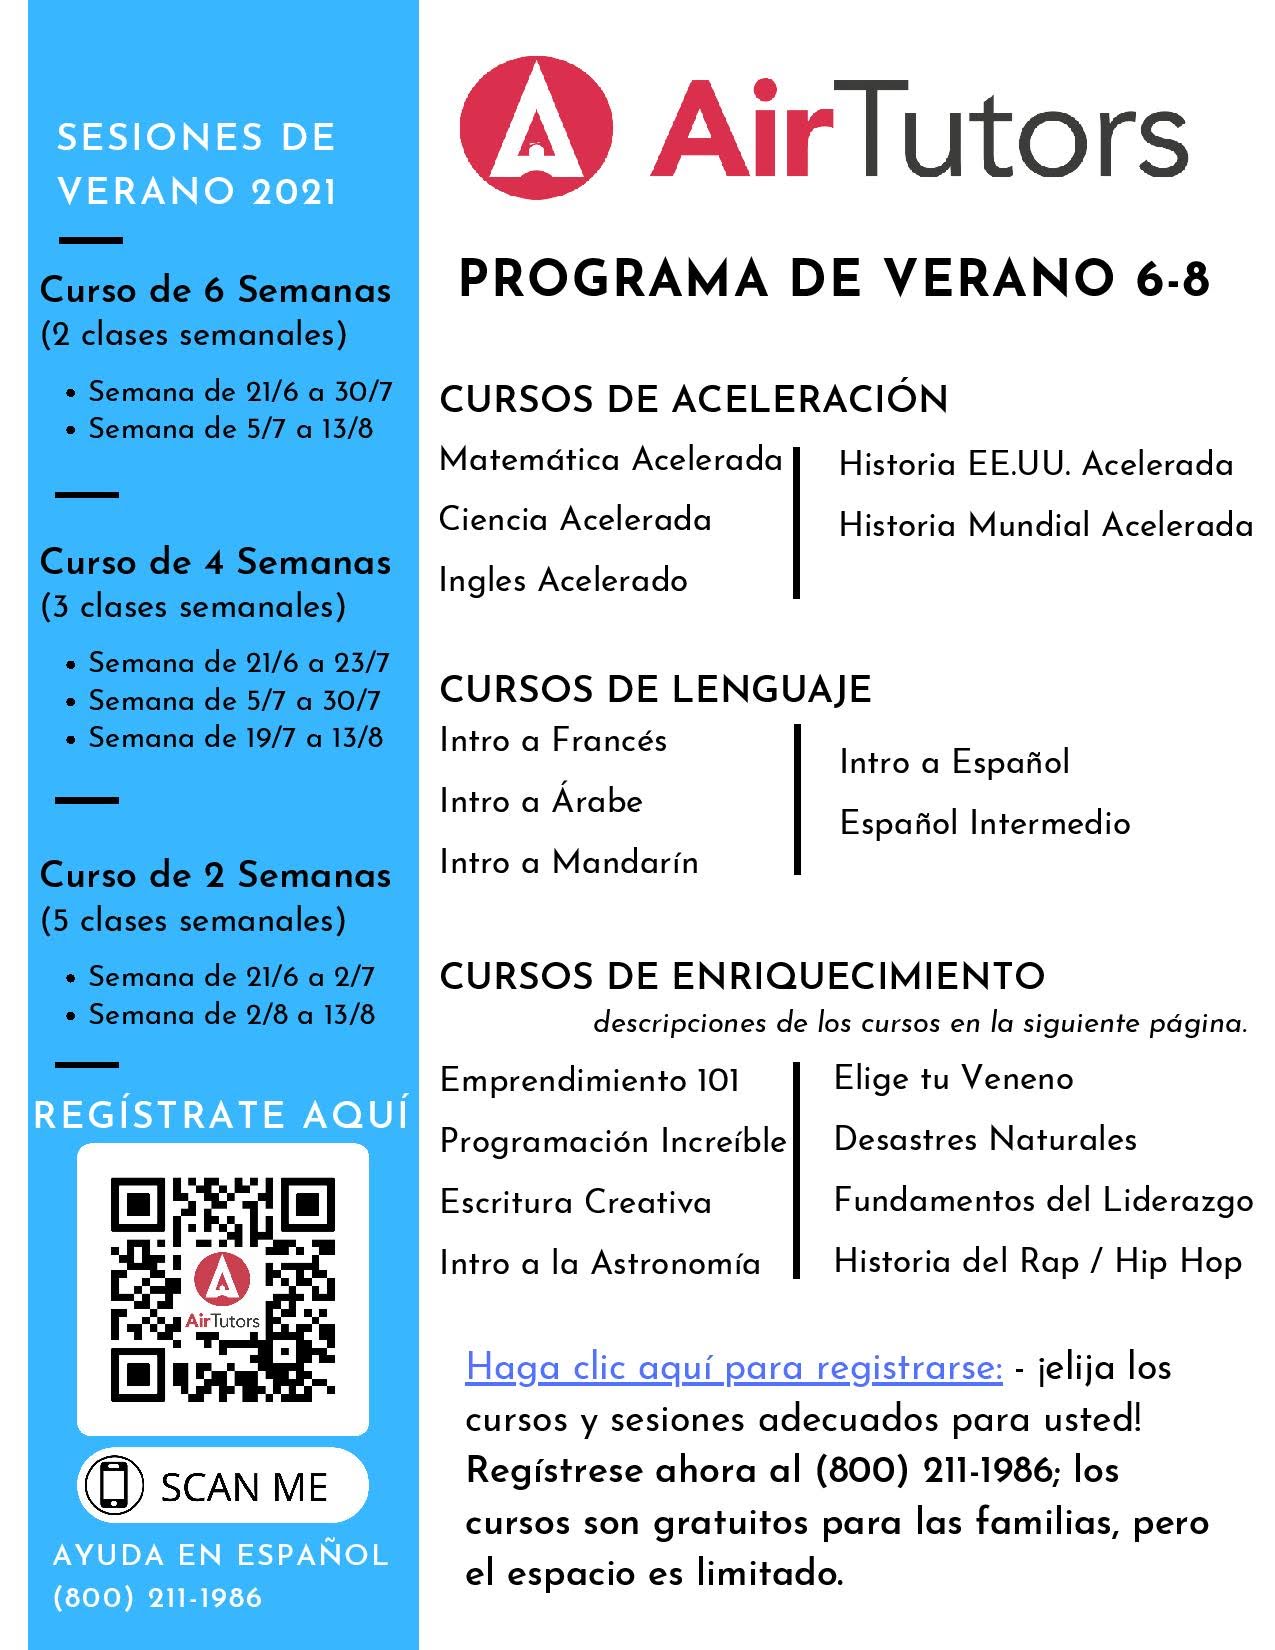 SESIONES DE
VERANO 2021
Curso de 6 Semanas
(2 clases semanales)
• Semana de 21/6 a 30/7
• Semana de 5/7 a 13/8
Curso de 4 Semanas
(3 clases semanales)
• Semana de 21/6 a 23/7
• Semana de 5/7 a 30/7
• Semana de 19/7 a 13/8
Curso de 2 Semanas
(5 clases semanales)
• Semana de 21/6 a 2/7
• Semana de 2/8 a 13/8
REGÍSTRATE AQUÍ
AirTutors
SCAN ME
AYUDA EN ESPAÑOL
(800) 211-1986
AirTutors
PROGRAMA DE VERANO 6-8
CURSOS DE ACELERACIÓN
Matemática Acelerada
Ciencia Acelerada
Ingles Acelerado
Historia EE.UU. Acelerada
Historia Mundial Acelerada
CURSOS DE LENGUAJE
Intro a Francés
Intro a Árabe
Intro a Mandarín
Intro a Español
Español Intermedio
CURSOS DE ENRIQUECIMIENTO
descripciones de los cursos en la siguiente página.
Emprendimiento 101
Programación Increíble
Escritura Creativa
Intro a la Astronomía
Elige tu Veneno
Desastres Naturales
Fundamentos del Liderazgo
Historia del Rap / Hip Hop
Haga clic aquí para registrarse: - ¡elija los
cursos y sesiones adecuados para usted!
Regístrese ahora al (800) 211-1986; los
cursos son gratuitos para las familias, pero
el espacio es limitado.